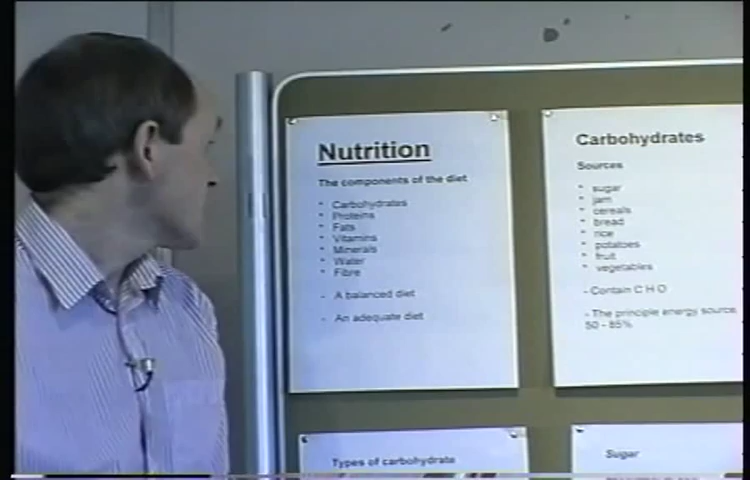 Nutrition
The components of the diet
* Carbohydrates
* Proteins
* Fats
* Vitamins
* Minerals
* Water
* Fibre
- A balanced diet
- An adequate diet
Carbohydrates
Sources
* sugar
* jam
* cereals
* bread
* rice
* potatoes
* fruit
* vegetables
- Contain C H O
- The principle energy source
50 - 85%
Types of carbohydrate
Sugar